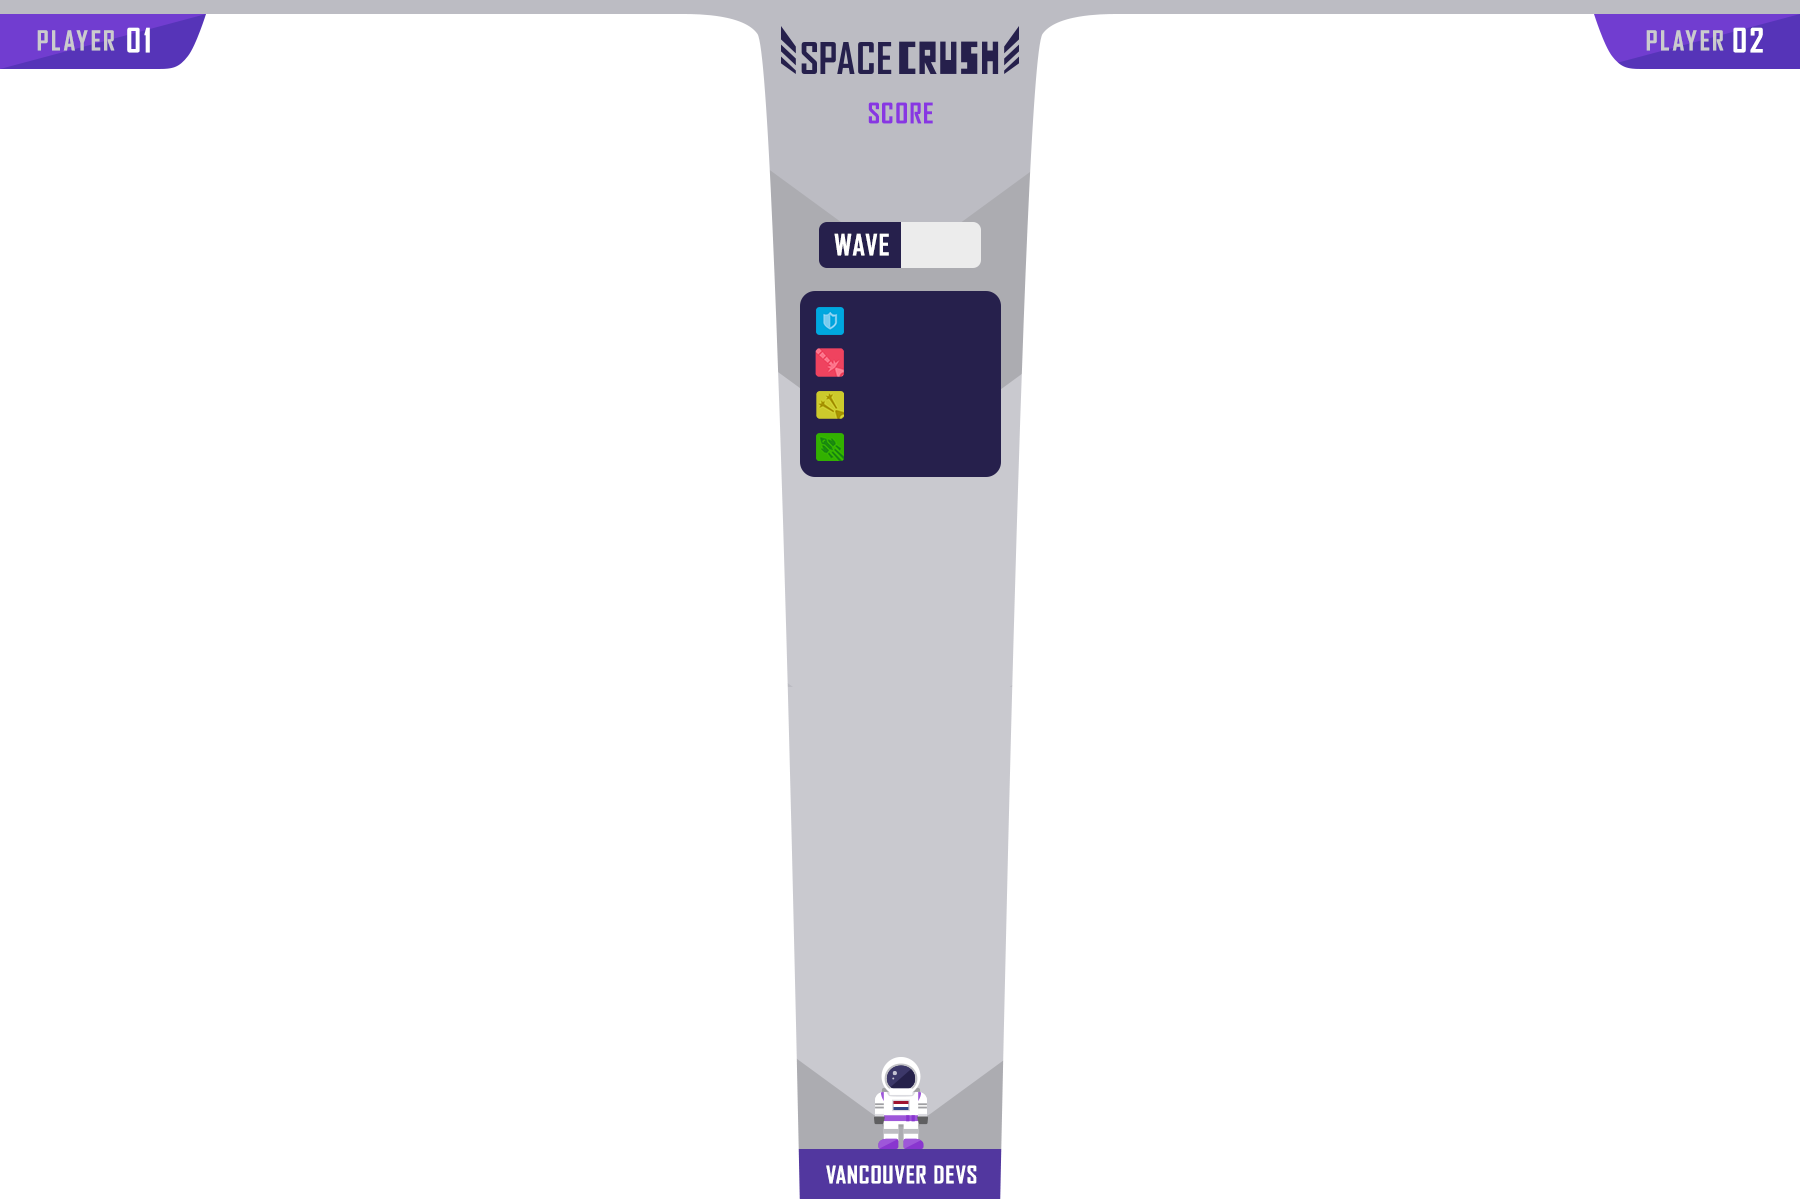 PLAYER 01
SPACE CRUSH
PLAYER 02
SCORE
WAVE
VANCOUVER DEVS